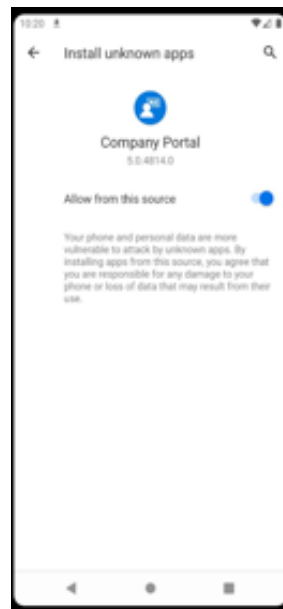 10:20
Install unknown apps
Company Portal
5.0.4814.0
Allow from this source
Your phone and personal data are more
vulnerable to attack by unknown apps. By
installing apps from this source, you agree that
you are responsible for any damage to your
phone or loss of data that may result from their
use.